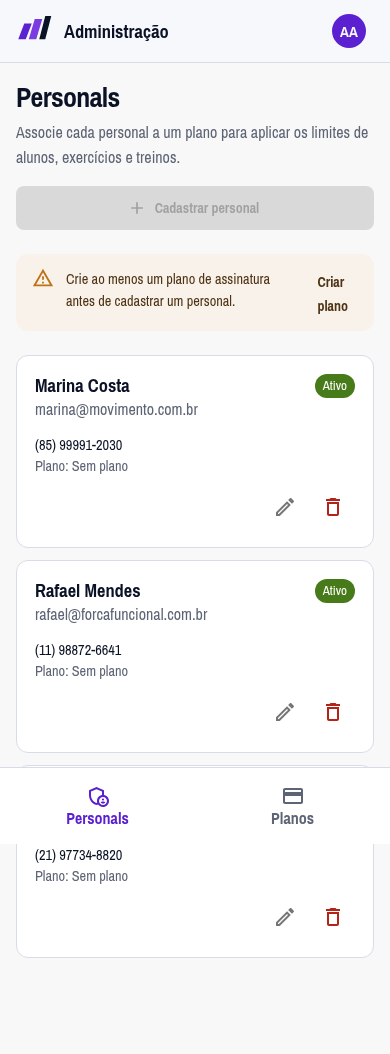 Administração
AA
Personals
Associe cada personal a um plano para aplicar os limites de
alunos, exercícios e treinos.
Cadastrar personal
Crie ao menos um plano de assinatura
antes de cadastrar um personal.
Criar
plano
Marina Costa
Ativo
marina@movimento.com.br
(85) 99991-2030
Plano: Sem plano
Rafael Mendes
Ativo
rafael@forcafuncional.com.br
(11) 98872-6641
Plano: Sem plano
Personals
Planos
(21) 97734-8820
Plano: Sem plano